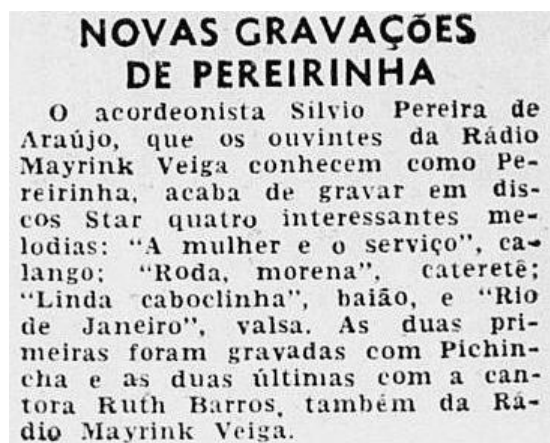 NOVAS GRAVAÇÕES
DE PEREIRINHA
O acordeonista Sílvio Pereira de
Araújo, que os ouvintes da Rádio
Mayrink Veiga conhecem como Pe-
reirinha, acaba de gravar em dis-
cos Star quatro interessantes me-
lodias: "A mulher e o serviço", ca-
lango; "Roda, morena", cateretê;
"Linda caboclinha", baião, e "Rio
de Janeiro", valsa. As duas pri-
meiras foram gravadas com Pichin-
cha e as duas últimas com a can-
tora Ruth Barros, também da Rá-
dio Mayrink Veiga.